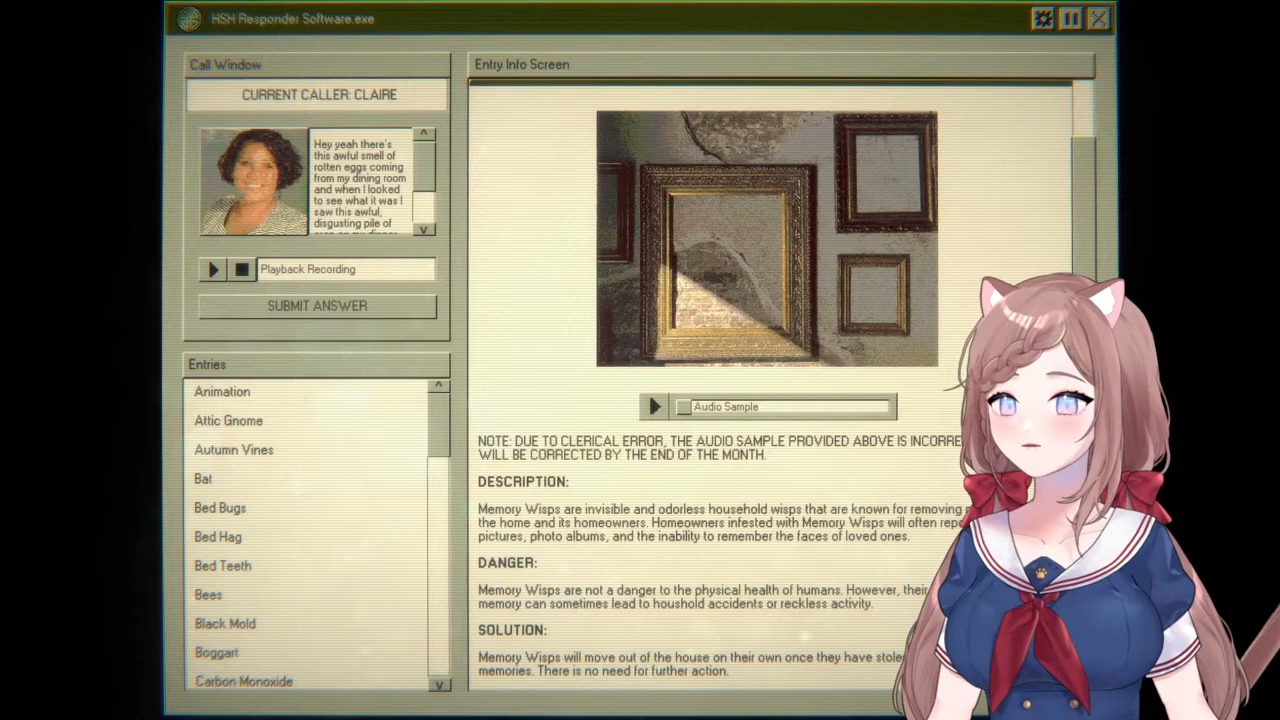 HSH Responder Software.exe
Call Window
CURRENT CALLER: CLAIRE
Hey yeah there's
this awful smell of
rotten eggs coming
from my dining room
and when I looked
to see what it was I
saw this awful,
disgusting pile of
Playback Recording
SUBMIT ANSWER
Entries
Animation
Attic Gnome
Autumn Vines
Bat
Bed Bugs
Bed Hag
Bed Teeth
Bees
Black Mold
Boggart
Carbon Monoxide
Entry Info Screen
Audio Sample
NOTE: DUE TO CLERICAL ERROR, THE AUDIO SAMPLE PROVIDED ABOVE IS INCORRE
WILL BE CORRECTED BY THE END OF THE MONTH.
DESCRIPTION:
Memory Wisps are invisible and odorless household wisps that are known for removing
the home and its homeowners. Homeowners infested with Memory Wisps will often repo
pictures, photo albums, and the inability to remember the faces of loved ones.
DANGER:
Memory Wisps are not a danger to the physical health of humans. However, their
memory can sometimes lead to houshold accidents or reckless activity.
SOLUTION:
Memory Wisps will move out of the house on their own once they have stole
memories. There is no need for further action.